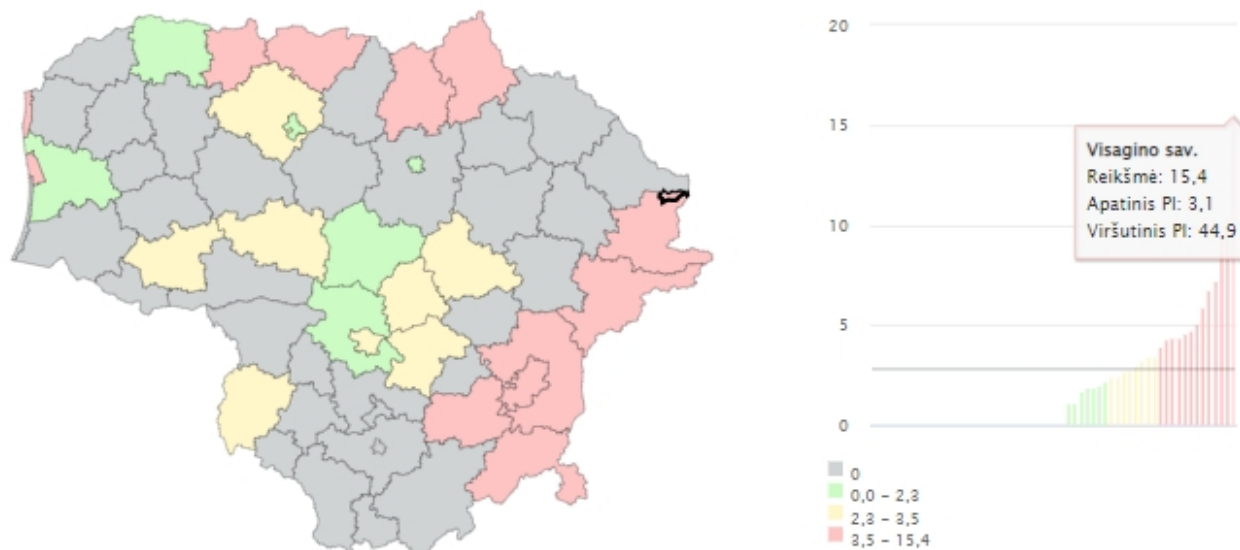 20
15
Visagino sav.
Reikšmė: 15,4
Apatinis PI: 3,1
Viršutinis PI: 44,9
10
5
0
0
0,0 – 2,3
2,3 – 3,5
3,5 – 15,4